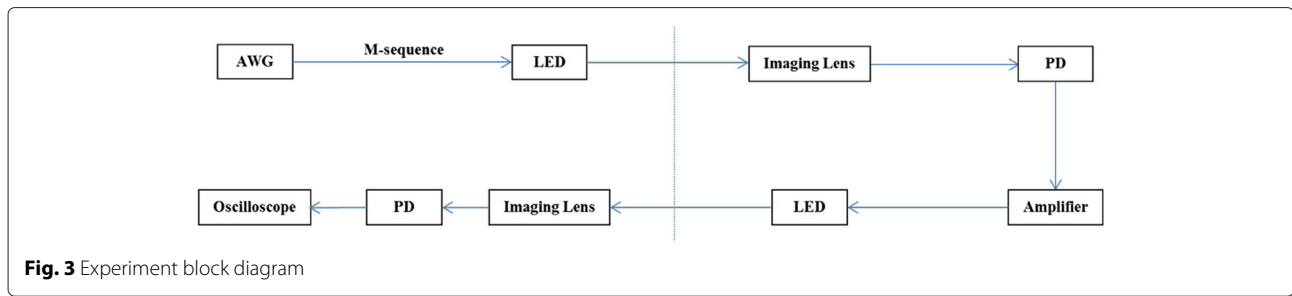 M-sequence
AWG LED Imaging Lens PD
Oscilloscope PD Imaging Lens LED Amplifier
Fig. 3 Experiment block diagram